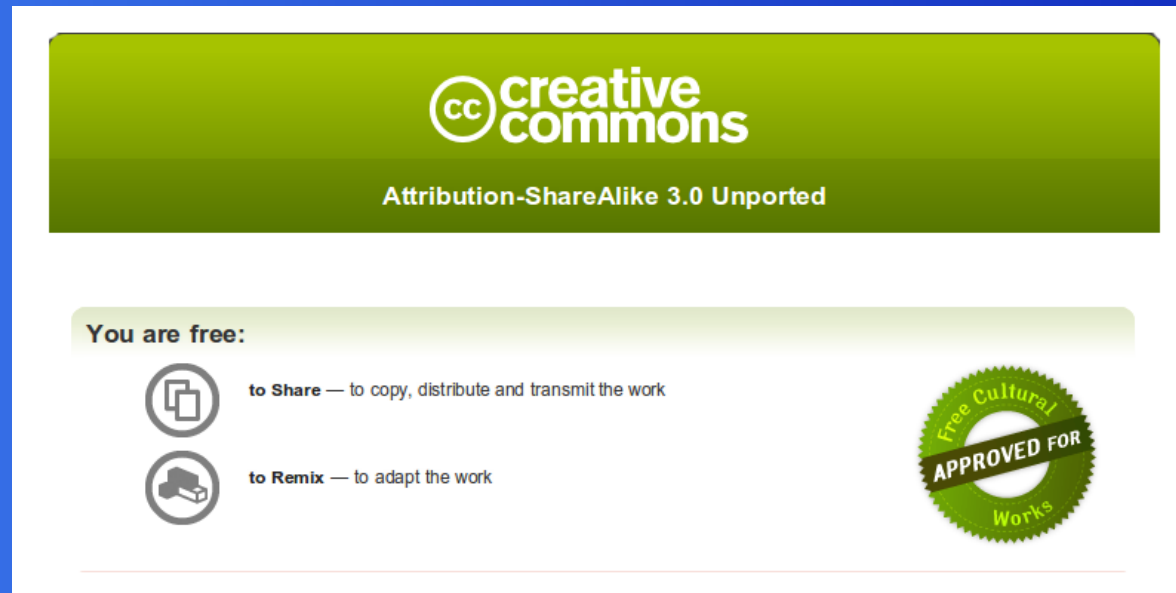 cc creative
commons
Attribution-ShareAlike 3.0 Unported
You are free:
to Share — to copy, distribute and transmit the work
to Remix — to adapt the work
Free Cultural
APPROVED FOR
Works